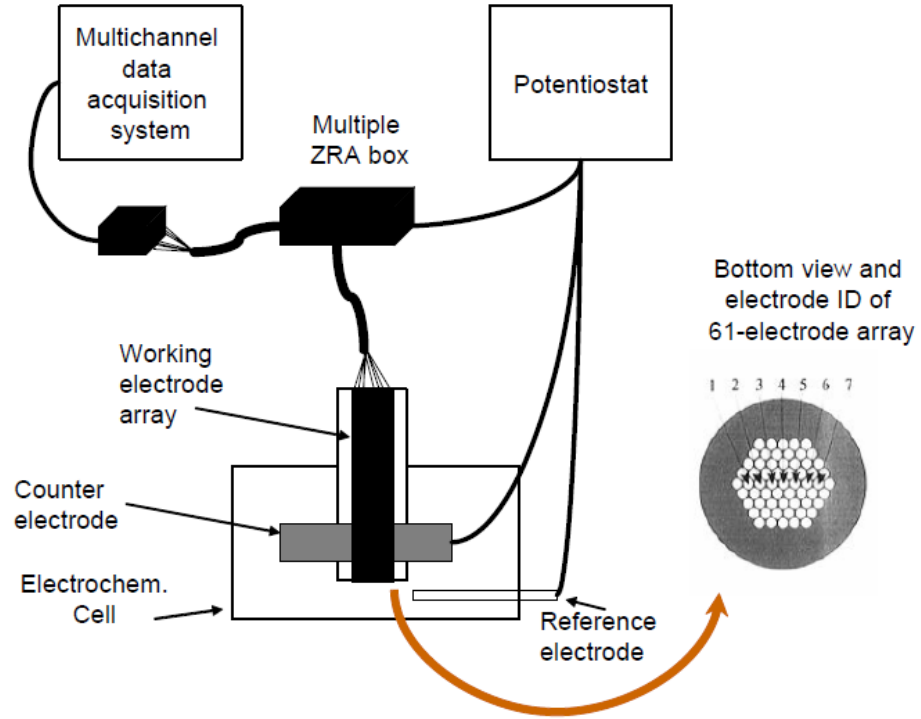 Multichannel
data
acquisition
system
Potentiostat
Multiple
ZRA box
Bottom view and
electrode ID of
61-electrode array
1 2 3 4 5 6 7
Working
electrode
array
Counter
electrode
Electrochem.
Cell
Reference
electrode